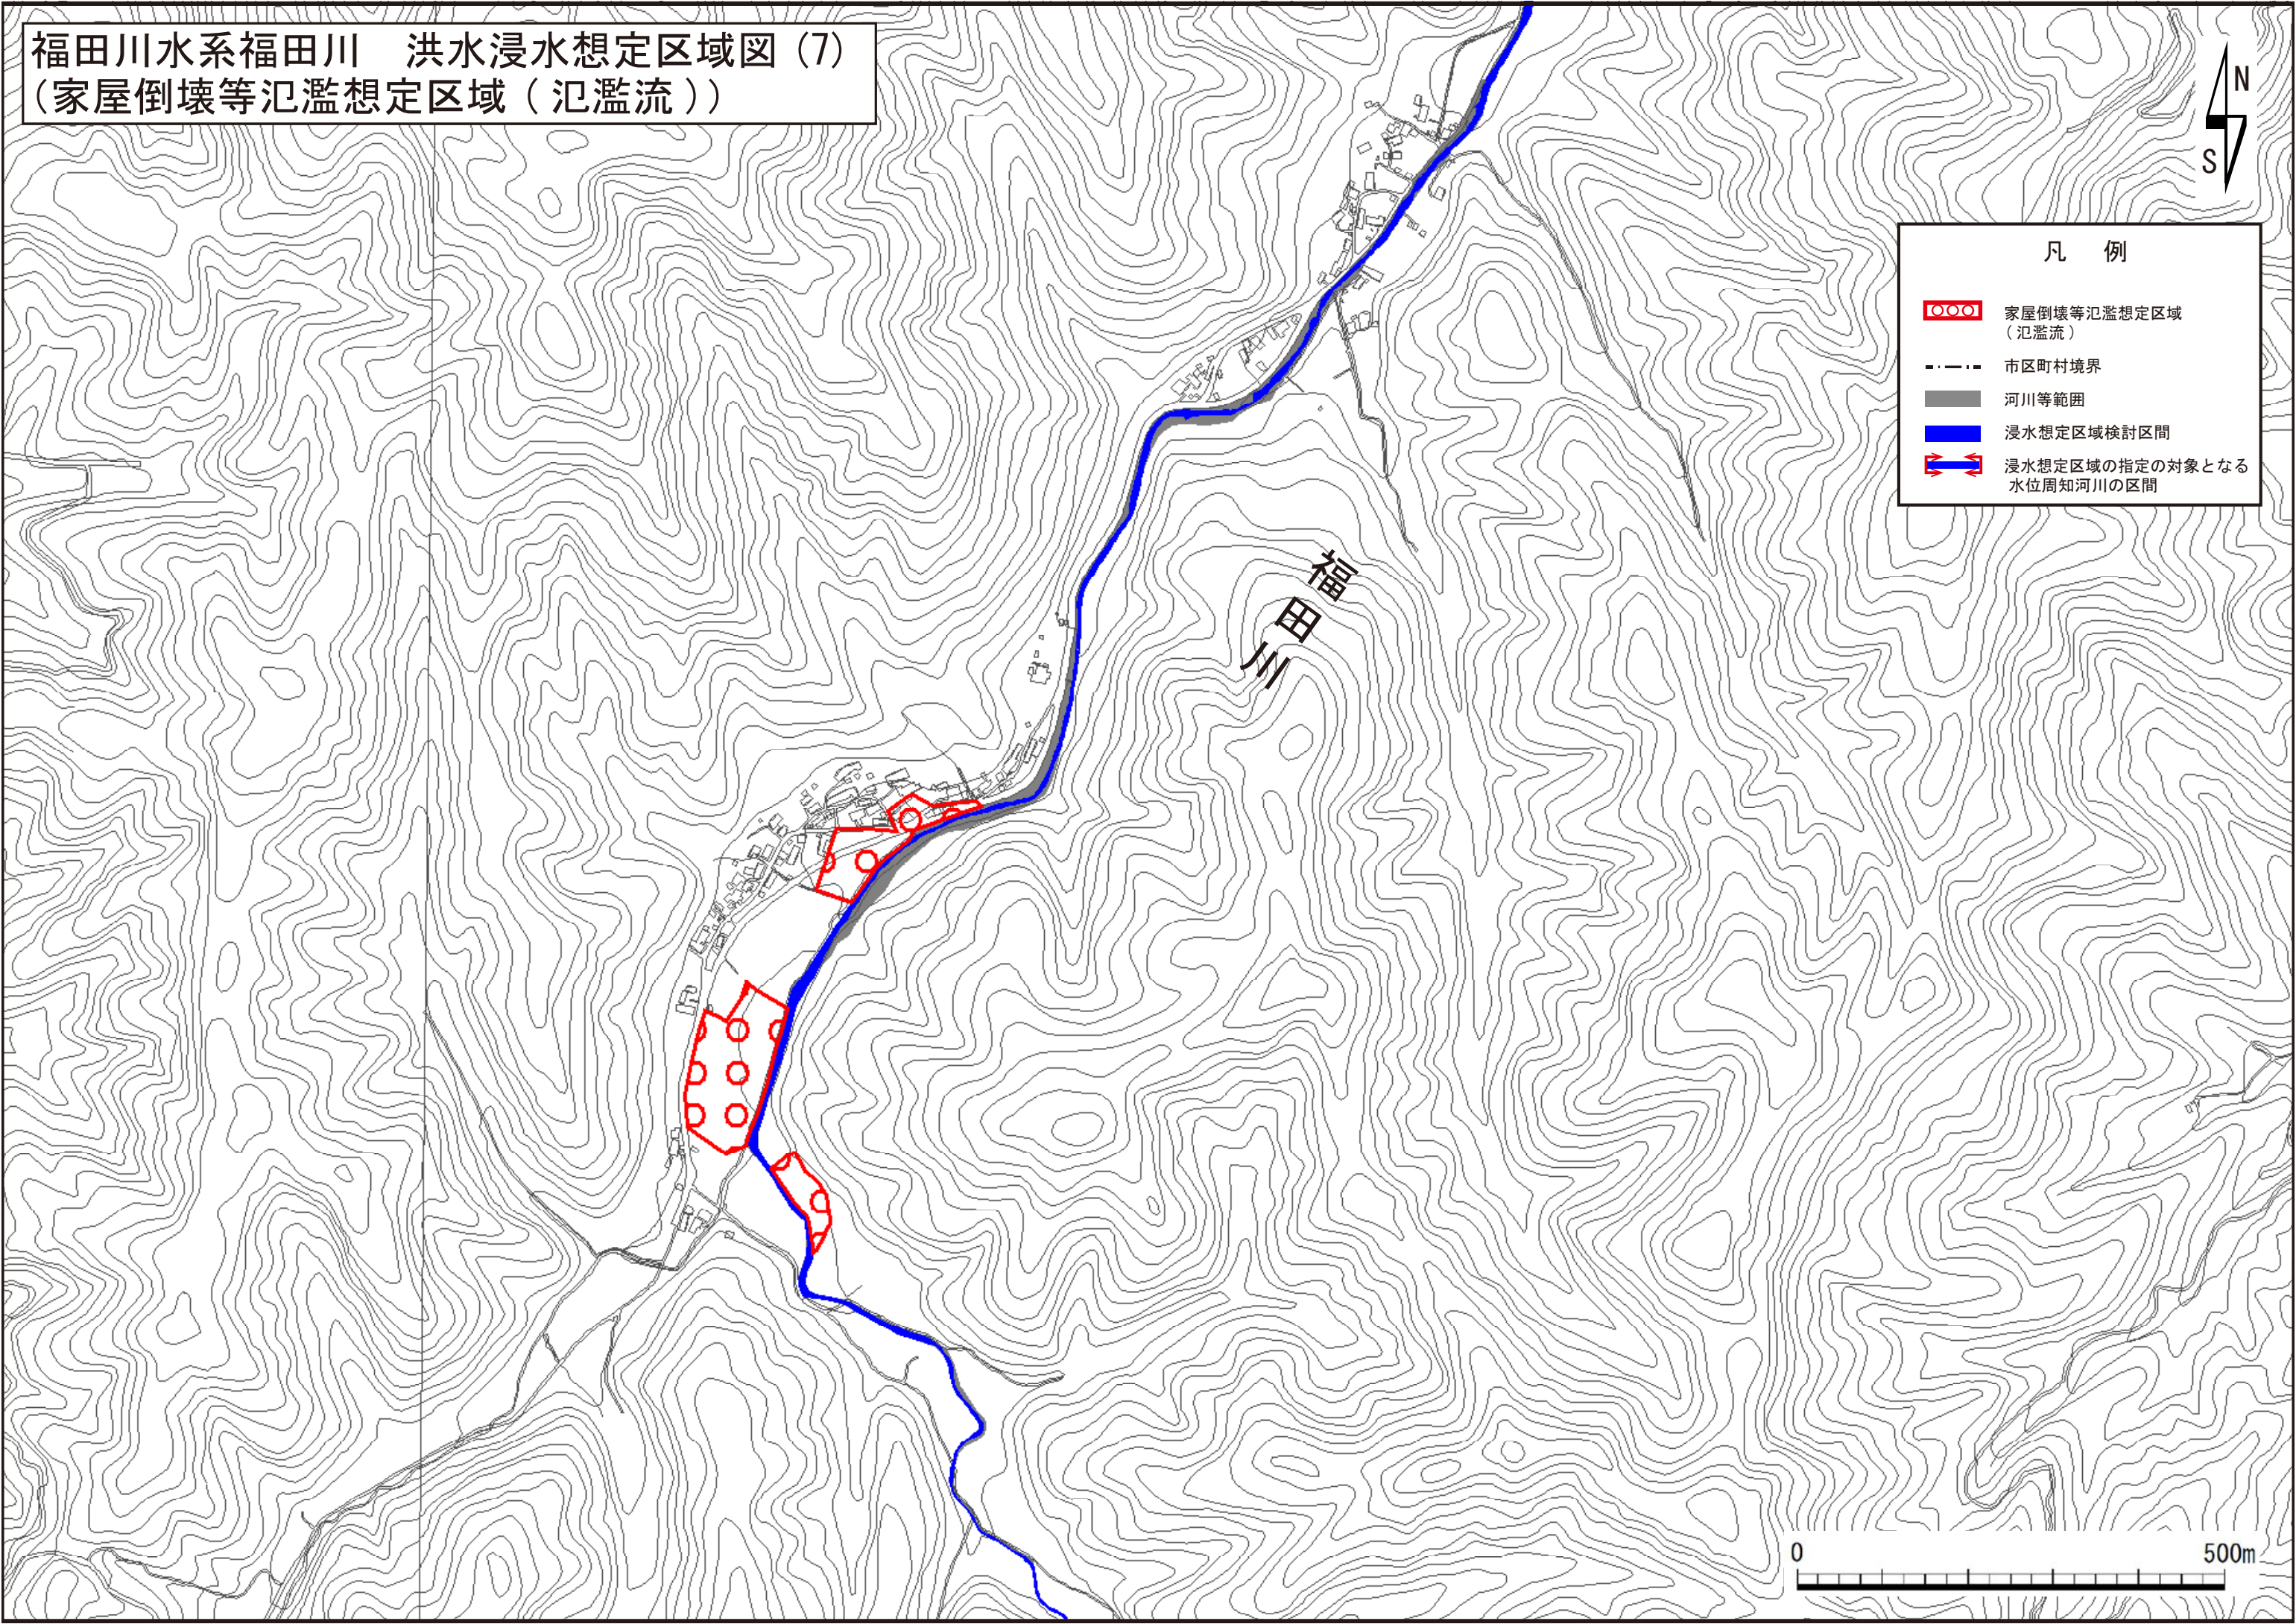 福田川水系福田川　洪水浸水想定区域図(7)
(家屋倒壊等氾濫想定区域(氾濫流))
N
S
凡　例
家屋倒壊等氾濫想定区域
(氾濫流)
市区町村境界
河川等範囲
浸水想定区域検討区間
浸水想定区域の指定の対象となる
水位周知河川の区間
福田川
0
500m